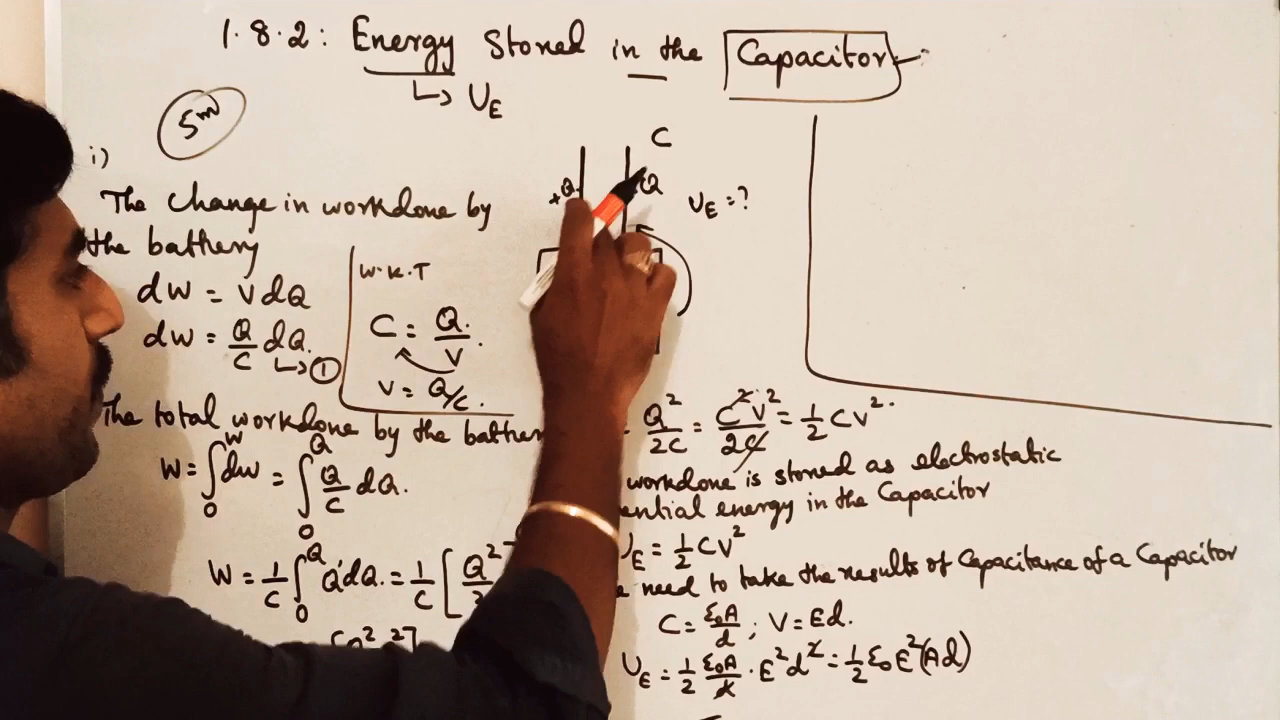 1.8.2: Energy Stored in the Capacitor
↳ U_E
5m
i)
The change in workdone by
the battery
dW = V dQ
dW = Q/C dQ.
↳ ①
W.K.T
C = Q/V.
V = Q/C.
C
+Q Q
U_E = ?
The total workdone by the
W = ∫₀^W dW = ∫₀^Q Q/C dQ.
W = 1/C ∫₀^Q Q' dQ. = 1/C [Q²
Q²/2C = C²V²/2C = 1/2 CV².
workdone is stored as electrostatic
energy in the Capacitor
= 1/2 CV²
need to take the results of Capacitance of a Capacitor
C = ε₀A/d ; V = Ed.
U_E = 1/2 ε₀A/d · E²d² = 1/2 ε₀E²(Ad)